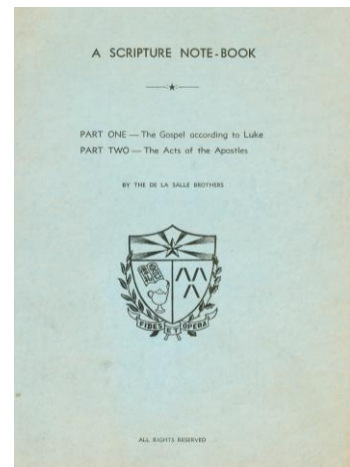 A SCRIPTURE NOTE-BOOK
PART ONE — The Gospel according to Luke
PART TWO — The Acts of the Apostles
BY THE DE LA SALLE BROTHERS
FIDES ET OPERA
ALL RIGHTS RESERVED